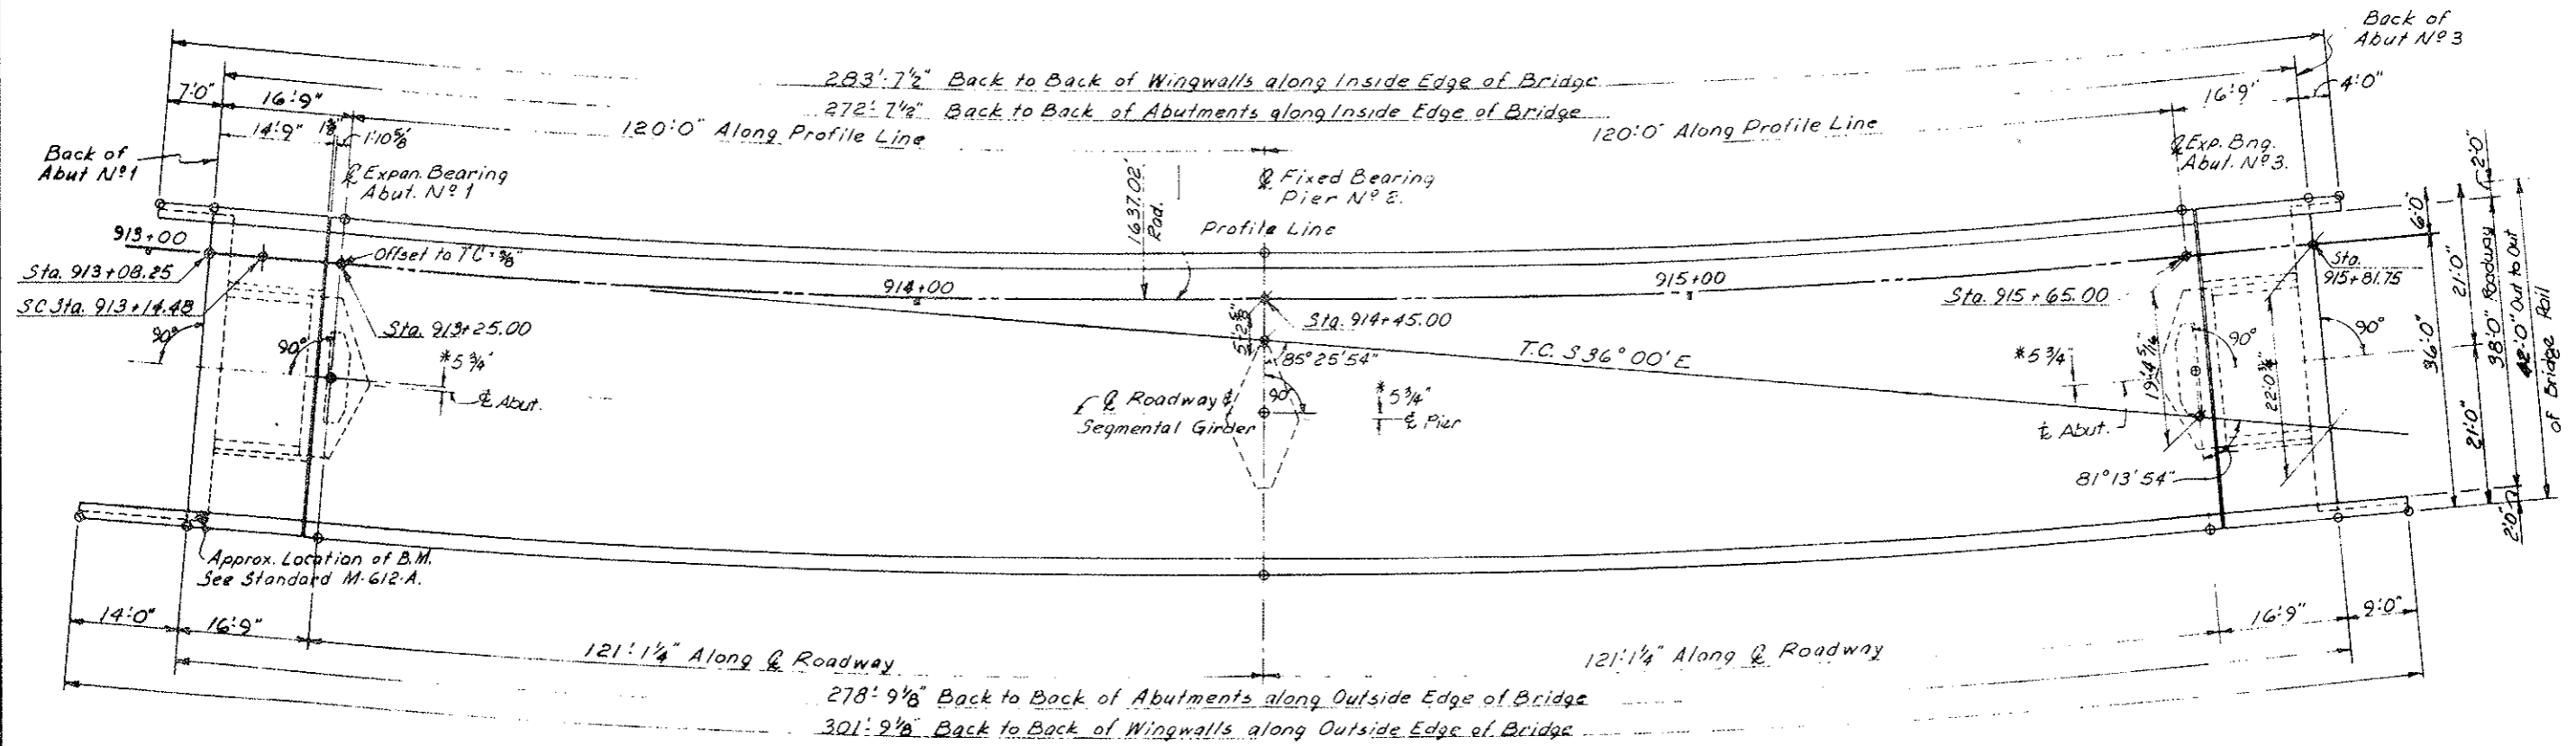 Back of
Abut Nº 3
283'-7½" Back to Back of Wingwalls along Inside Edge of Bridge
7'0"
16'-9"
272'-7½" Back to Back of Abutments along Inside Edge of Bridge
16'-9"
4'-0"
14'-9"
1'-10⅝"
120'-0" Along Profile Line
120'-0" Along Profile Line
Back of
Abut Nº 1
℄ Expan. Bearing
Abut. Nº 1
℄ Fixed Bearing
Pier Nº 2.
℄ Exp. Bng.
Abut. Nº 3.
1637.02'
Rad.
Profile Line
2'-0"
6'-0"
913+00
Offset to T.C. = ⅜"
Sta. 913+08.25
SC Sta. 913+14.48
914+00
915+00
Sta.
915+81.75
Sta. 915+65.00
Sta. 913+25.00
Sta. 914+45.00
90°
90°
*5¾"
℄ Abut.
85°25'54"
T.C. S 36° 00' E
90°
*5¾"
℄ Pier
℄ Roadway &
Segmental Girder
*5¾"
℄ Abut.
19'-4 5/16"
90°
22'-0¾"
90°
81°13'54"
36'-0"
21'-0"
21'-0"
38'-0" Roadway
42'-0" Out to Out
of Bridge Rail
2'-0"
Approx. Location of B.M.
See Standard M-612-A.
14'-0"
16'-9"
16'-9"
9'-0"
121'-1¼" Along ℄ Roadway
121'-1¼" Along ℄ Roadway
278'-9⅛" Back to Back of Abutments along Outside Edge of Bridge
301'-9⅛" Back to Back of Wingwalls along Outside Edge of Bridge